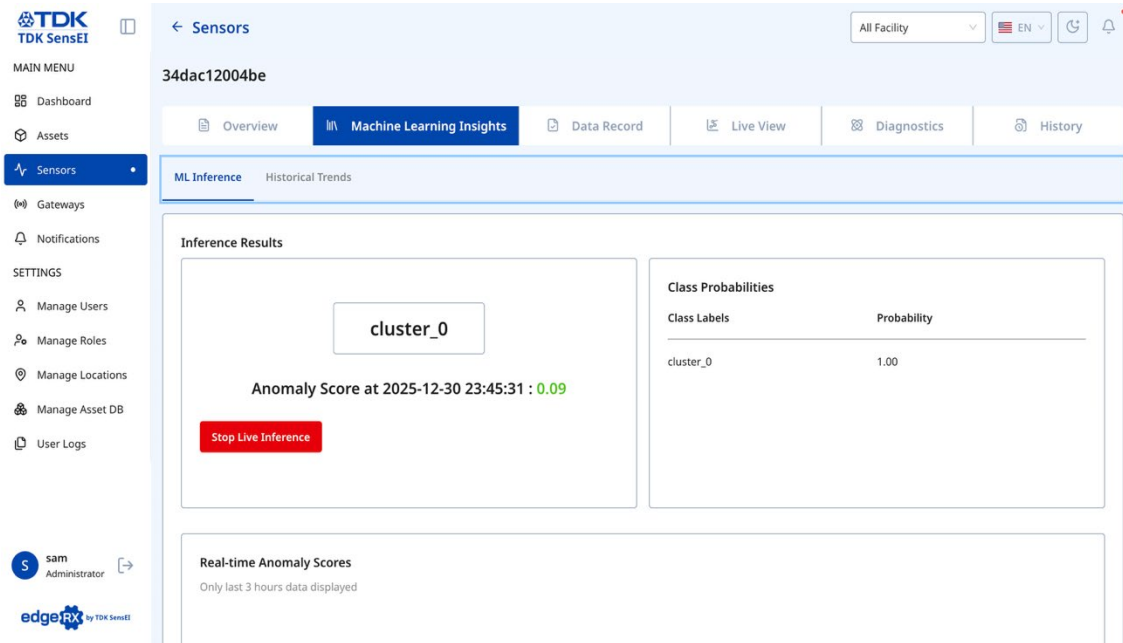 TDK
TDK SensEI
MAIN MENU
Dashboard
Assets
Sensors
Gateways
Notifications
SETTINGS
Manage Users
Manage Roles
Manage Locations
Manage Asset DB
User Logs
S
sam
Administrator
edgeRX by TDK SensEI
Sensors
All Facility
EN
34dac12004be
Overview
Machine Learning Insights
Data Record
Live View
Diagnostics
History
ML Inference
Historical Trends
Inference Results
cluster_0
Anomaly Score at 2025-12-30 23:45:31 : 0.09
Stop Live Inference
Class Probabilities
Class Labels Probability
cluster_0 1.00
Real-time Anomaly Scores
Only last 3 hours data displayed